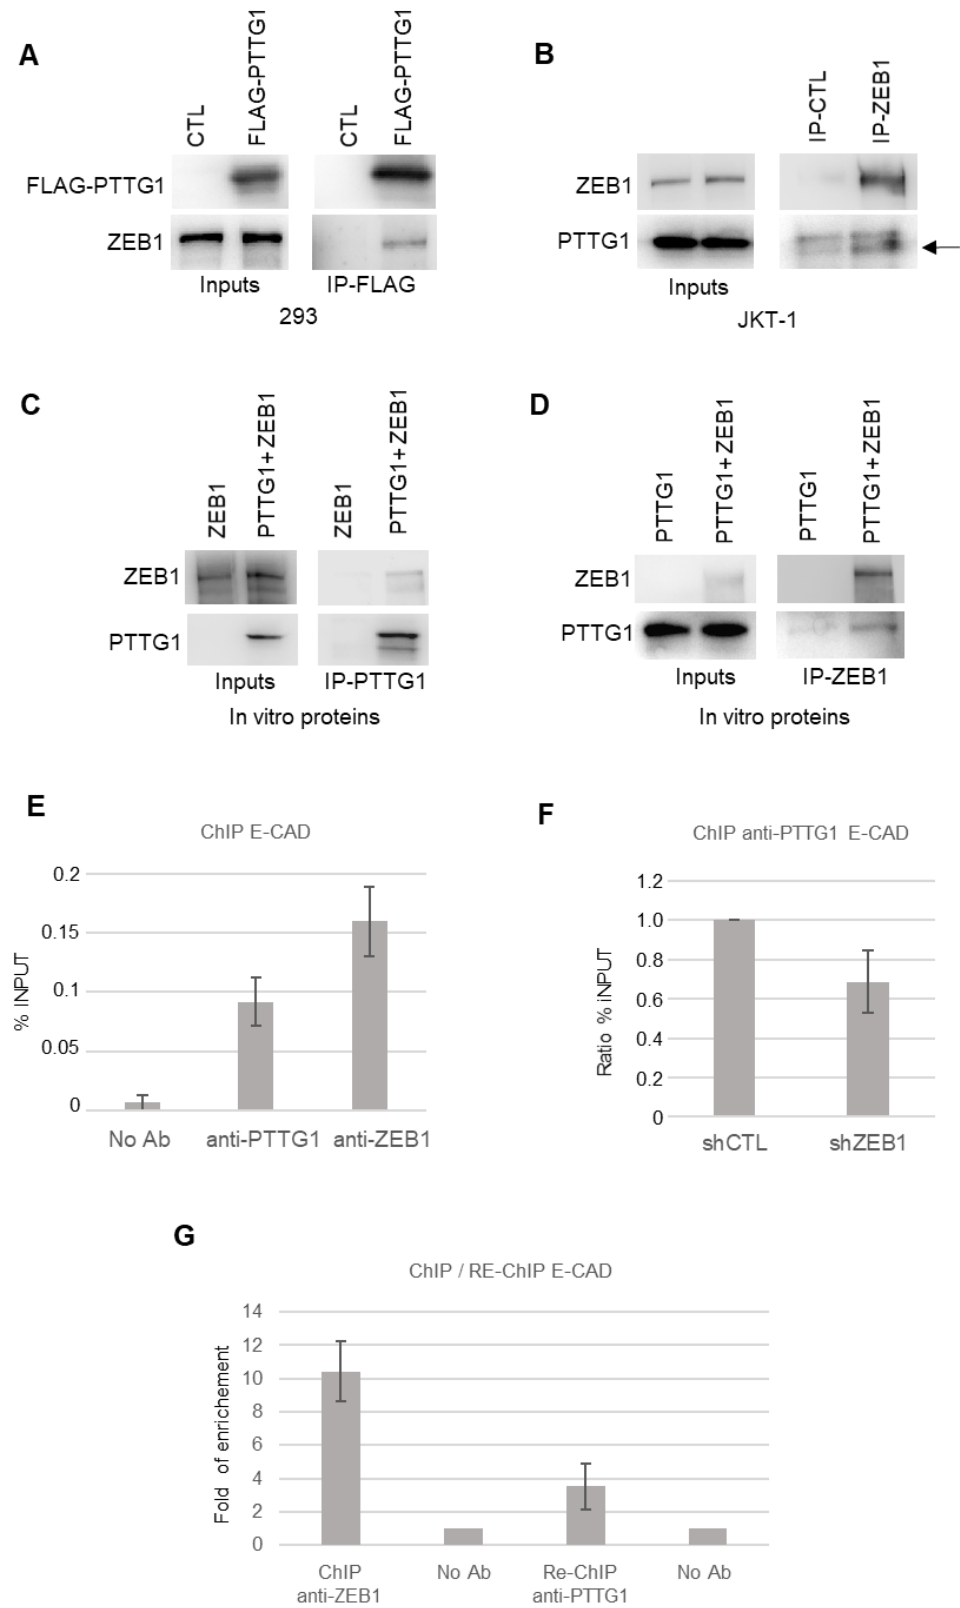 A
CTL
FLAG-PTTG1
CTL
FLAG-PTTG1
FLAG-PTTG1
ZEB1
Inputs
IP-FLAG
293
B
IP-CTL
IP-ZEB1
ZEB1
PTTG1
Inputs
JKT-1
C
ZEB1
PTTG1+ZEB1
ZEB1
PTTG1+ZEB1
ZEB1
PTTG1
Inputs
IP-PTTG1
In vitro proteins
D
PTTG1
PTTG1+ZEB1
PTTG1
PTTG1+ZEB1
ZEB1
PTTG1
Inputs
IP-ZEB1
In vitro proteins
E
ChIP E-CAD
% INPUT
0.2
0.15
0.1
0.05
0
No Ab
anti-PTTG1
anti-ZEB1
F
ChIP anti-PTTG1 E-CAD
Ratio % iNPUT
1.2
1.0
0.8
0.6
0.4
0.2
0
shCTL
shZEB1
G
ChIP / RE-ChIP E-CAD
Fold of enrichement
14
12
10
8
6
4
2
0
ChIP
anti-ZEB1
No Ab
Re-ChIP
anti-PTTG1
No Ab